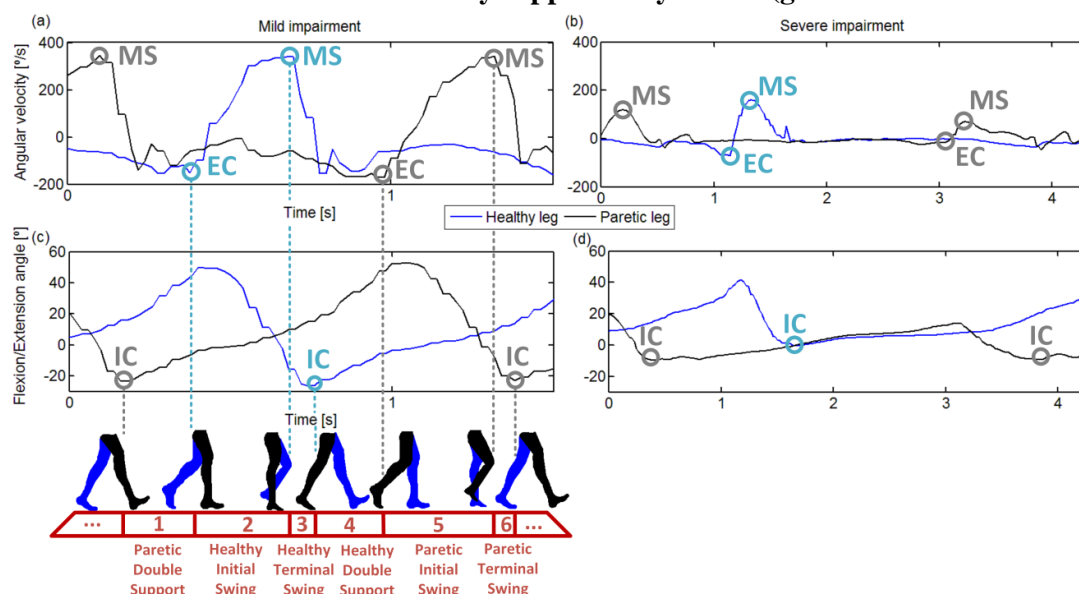 (a)
Mild impairment
400
200
0
-200
Angular velocity [º/s]
MS
MS
MS
EC
EC
0
1
Time [s]
(b)
Severe impairment
400
200
0
-200
MS
MS
MS
EC
EC
0
1
2
3
4
Healthy leg
Paretic leg
(c)
60
40
20
0
-20
Flexion/Extension angle [º]
IC
IC
IC
0
1
Time [s]
(d)
60
40
20
0
-20
IC
IC
IC
0
1
2
3
4
... 1 2 3 4 5 6 ...
Paretic
Double
Support
Healthy
Initial
Swing
Healthy
Terminal
Swing
Healthy
Double
Support
Paretic
Initial
Swing
Paretic
Terminal
Swing